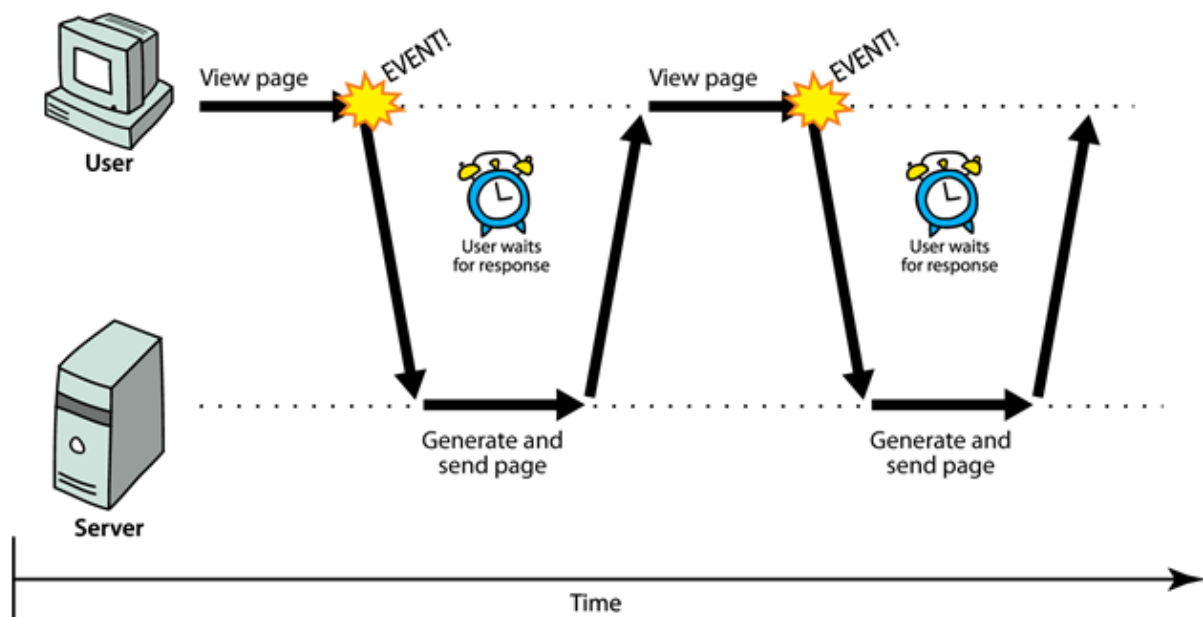 EVENT!
EVENT!
View page
View page
User
User waits
for response
User waits
for response
Generate and
send page
Generate and
send page
Server
Time